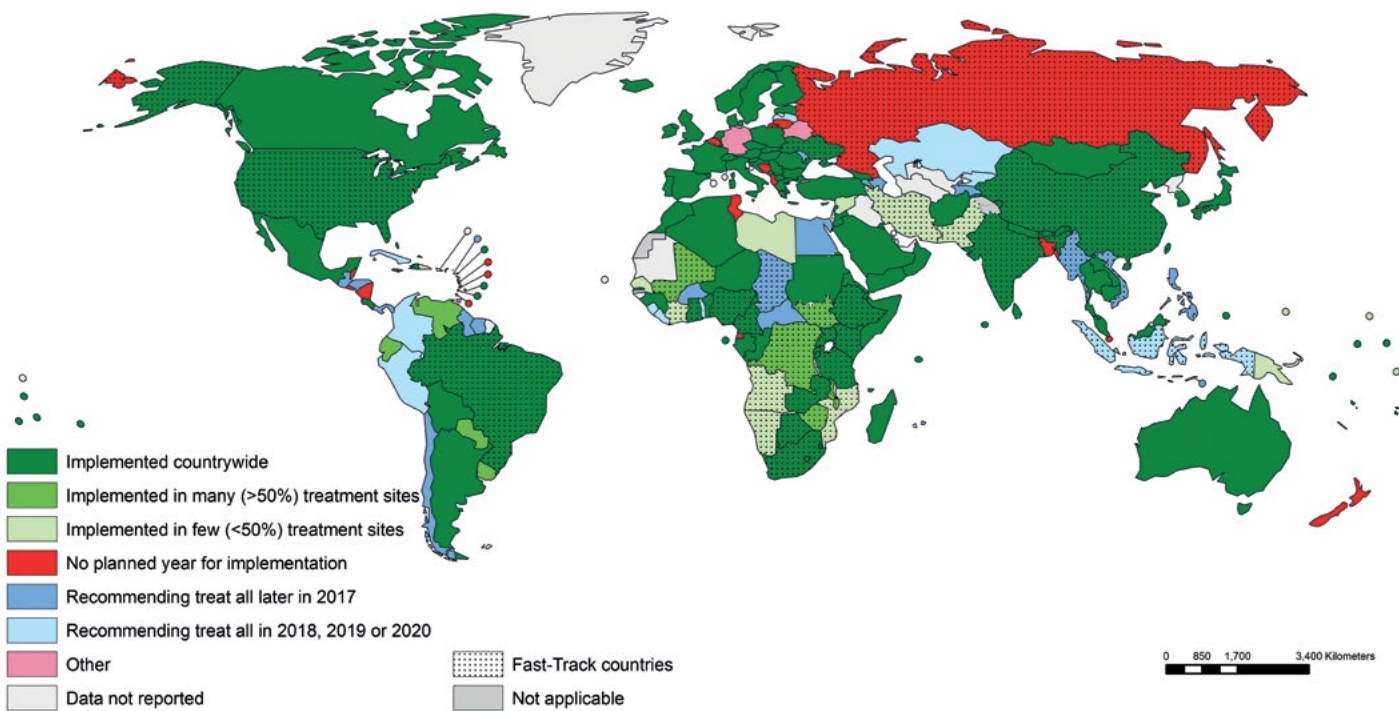 Implemented countrywide
Implemented in many (>50%) treatment sites
Implemented in few (<50%) treatment sites
No planned year for implementation
Recommending treat all later in 2017
Recommending treat all in 2018, 2019 or 2020
Other
Data not reported
Fast-Track countries
Not applicable
0 850 1,700 3,400 Kilometers